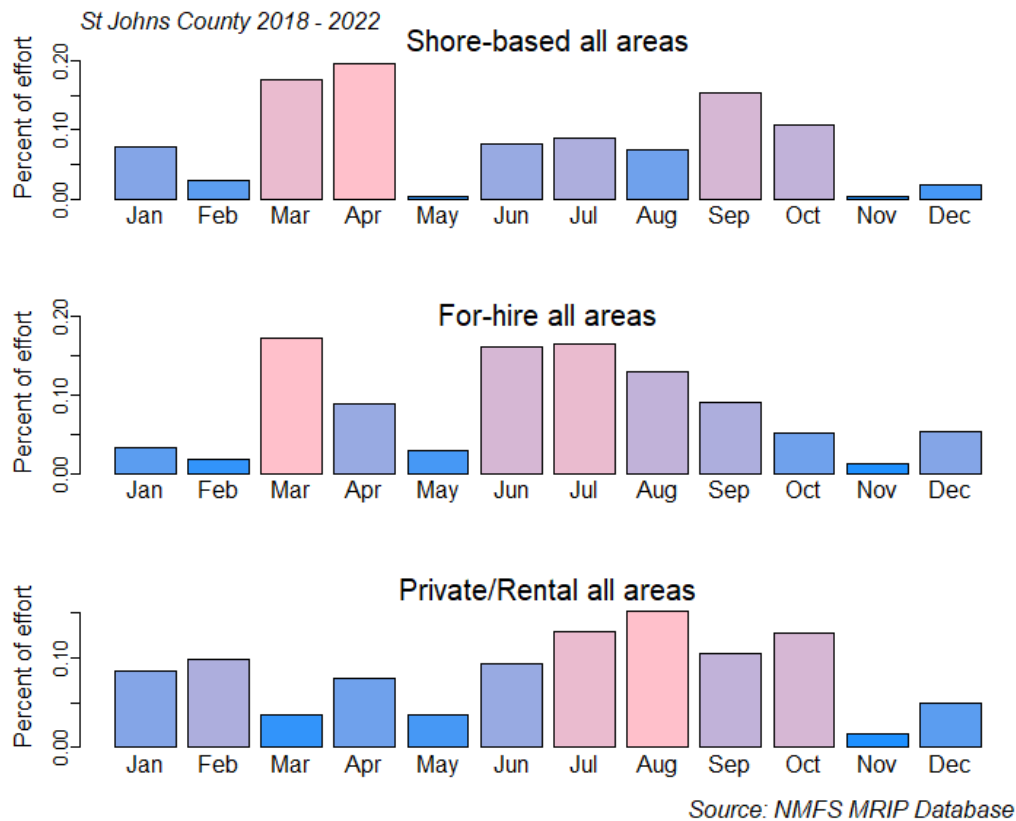 St Johns County 2018 - 2022
Shore-based all areas
Percent of effort
0.20
0.10
0.00
Jan Feb Mar Apr May Jun Jul Aug Sep Oct Nov Dec
For-hire all areas
Percent of effort
0.20
0.10
0.00
Jan Feb Mar Apr May Jun Jul Aug Sep Oct Nov Dec
Private/Rental all areas
Percent of effort
0.10
0.00
Jan Feb Mar Apr May Jun Jul Aug Sep Oct Nov Dec
Source: NMFS MRIP Database